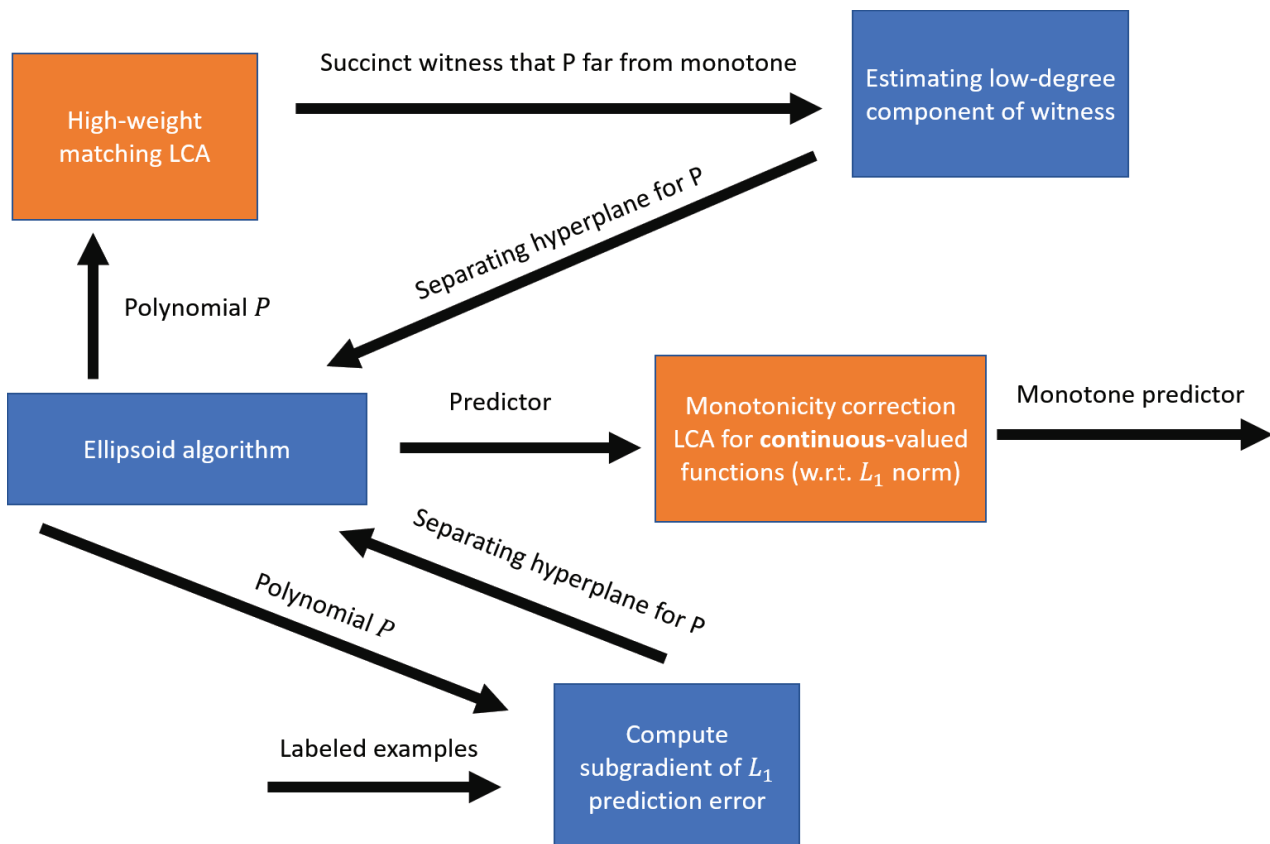 Succinct witness that P far from monotone
High-weight
matching LCA
Estimating low-degree
component of witness
Separating hyperplane for P
Polynomial P
Ellipsoid algorithm
Predictor
Monotonicity correction
LCA for continuous-valued
functions (w.r.t. L₁ norm)
Monotone predictor
Separating hyperplane for P
Polynomial P
Labeled examples
Compute
subgradient of L₁
prediction error